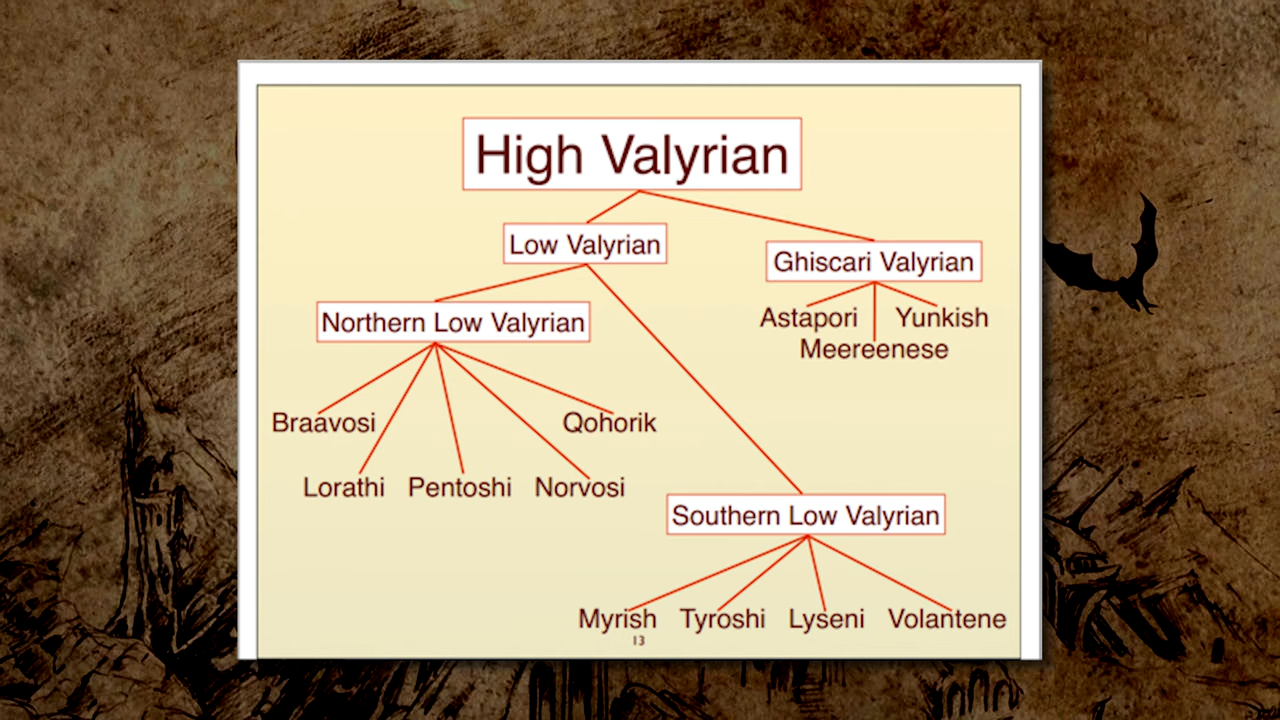 High Valyrian
Low Valyrian
Ghiscari Valyrian
Astapori Yunkish
Meereenese
Northern Low Valyrian
Braavosi Qohorik
Lorathi Pentoshi Norvosi
Southern Low Valyrian
Myrish Tyroshi Lyseni Volantene
13